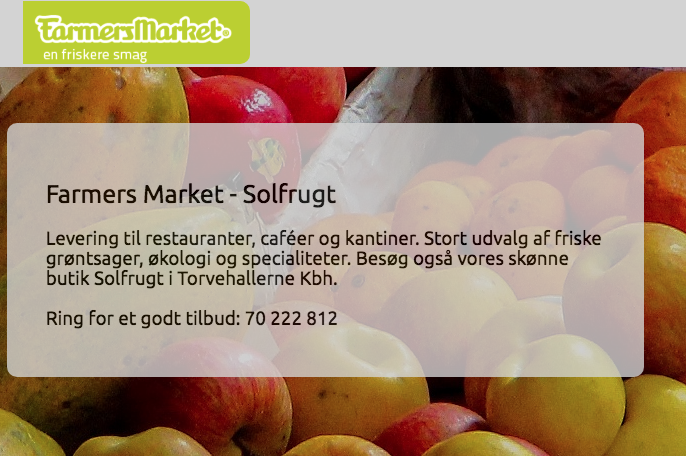 FarmersMarket
en friskere smag
Farmers Market - Solfrugt
Levering til restauranter, caféer og kantiner. Stort udvalg af friske
grøntsager, økologi og specialiteter. Besøg også vores skønne
butik Solfrugt i Torvehallerne Kbh.
Ring for et godt tilbud: 70 222 812